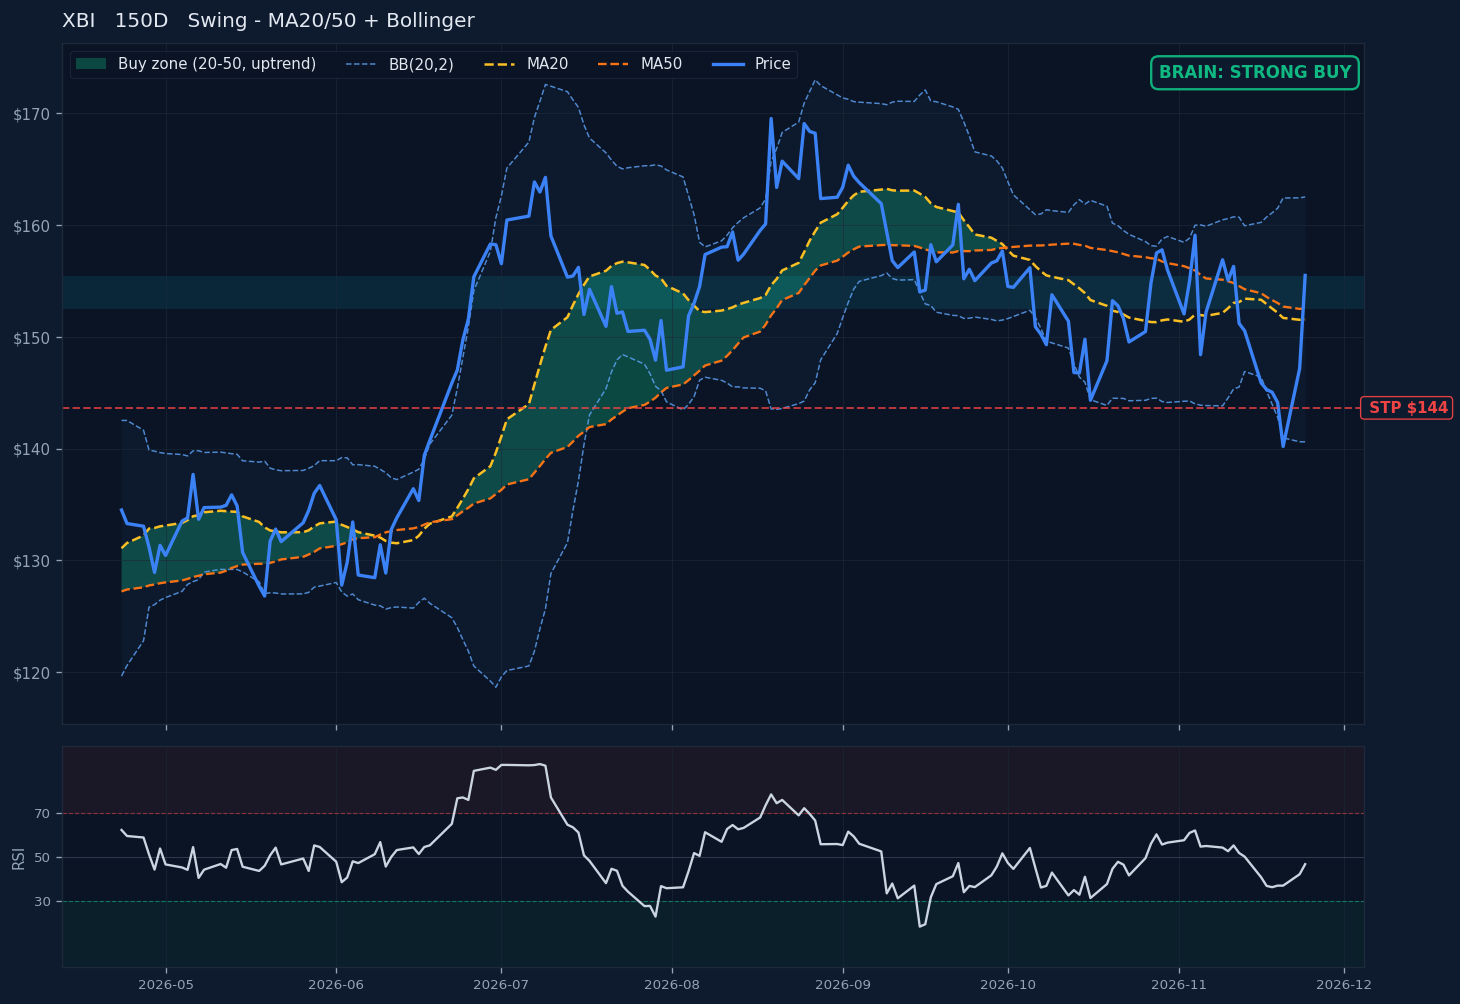 XBI   150D   Swing - MA20/50 + Bollinger
Buy zone (20-50, uptrend)   BB(20,2)   MA20   MA50   Price
BRAIN: STRONG BUY
$170
$160
$150
STP $144
$140
$130
$120
RSI
70
50
30
2026-05   2026-06   2026-07   2026-08   2026-09   2026-10   2026-11   2026-12